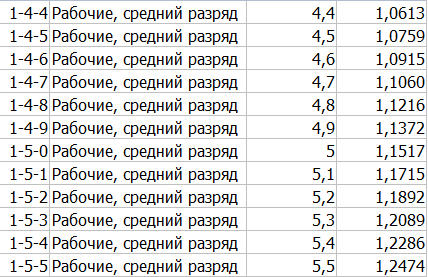 1-4-4 Рабочие, средний разряд 4,4 1,0613
1-4-5 Рабочие, средний разряд 4,5 1,0759
1-4-6 Рабочие, средний разряд 4,6 1,0915
1-4-7 Рабочие, средний разряд 4,7 1,1060
1-4-8 Рабочие, средний разряд 4,8 1,1216
1-4-9 Рабочие, средний разряд 4,9 1,1372
1-5-0 Рабочие, средний разряд 5 1,1517
1-5-1 Рабочие, средний разряд 5,1 1,1715
1-5-2 Рабочие, средний разряд 5,2 1,1892
1-5-3 Рабочие, средний разряд 5,3 1,2089
1-5-4 Рабочие, средний разряд 5,4 1,2286
1-5-5 Рабочие, средний разряд 5,5 1,2474